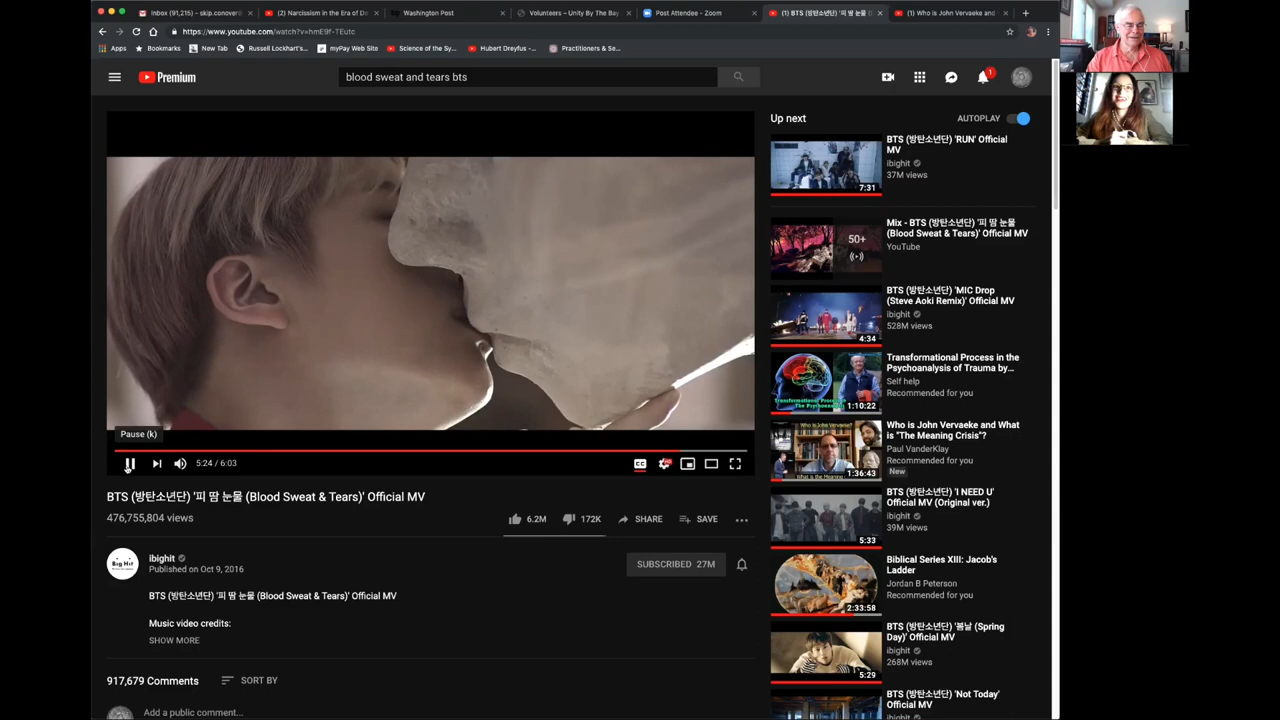 Inbox (91,215) - skip.conover
(2) Narcissism in the Era of D
Washington Post
Volunteers – Unity By The Bay
Post Attendee - Zoom
(1) BTS (방탄소년단) '피 땀 눈물
(1) Who is John Vervaeke and
https://www.youtube.com/watch?v=hmE9f-TEutc
Apps
Bookmarks
New Tab
Russell Lockhart's...
myPay Web Site
Science of the Sy...
Hubert Dreyfus -...
Practitioners & Se...
Premium
blood sweat and tears bts
1
Up next
AUTOPLAY
BTS (방탄소년단) 'RUN' Official
MV
ibighit
37M views
7:31
Mix - BTS (방탄소년단) '피 땀 눈물
(Blood Sweat & Tears)' Official MV
YouTube
50+
BTS (방탄소년단) 'MIC Drop
(Steve Aoki Remix)' Official MV
ibighit
528M views
4:34
Transformational Process in the
Psychoanalysis of Trauma by...
Self help
Recommended for you
1:10:22
Who is John Vervaeke and What
is "The Meaning Crisis"?
Paul VanderKlay
Recommended for you
New
1:36:43
BTS (방탄소년단) 'I NEED U'
Official MV (Original ver.)
ibighit
39M views
5:33
Biblical Series XIII: Jacob's
Ladder
Jordan B Peterson
Recommended for you
2:33:58
BTS (방탄소년단) '봄날 (Spring
Day)' Official MV
ibighit
268M views
5:29
BTS (방탄소년단) 'Not Today'
Official MV
ibighit
Pause (k)
5:24 / 6:03
CC
BTS (방탄소년단) '피 땀 눈물 (Blood Sweat & Tears)' Official MV
476,755,804 views
6.2M
172K
SHARE
SAVE
Big Hit
ibighit
Published on Oct 9, 2016
SUBSCRIBED 27M
BTS (방탄소년단) '피 땀 눈물 (Blood Sweat & Tears)' Official MV
Music video credits:
SHOW MORE
917,679 Comments
SORT BY
Add a public comment...